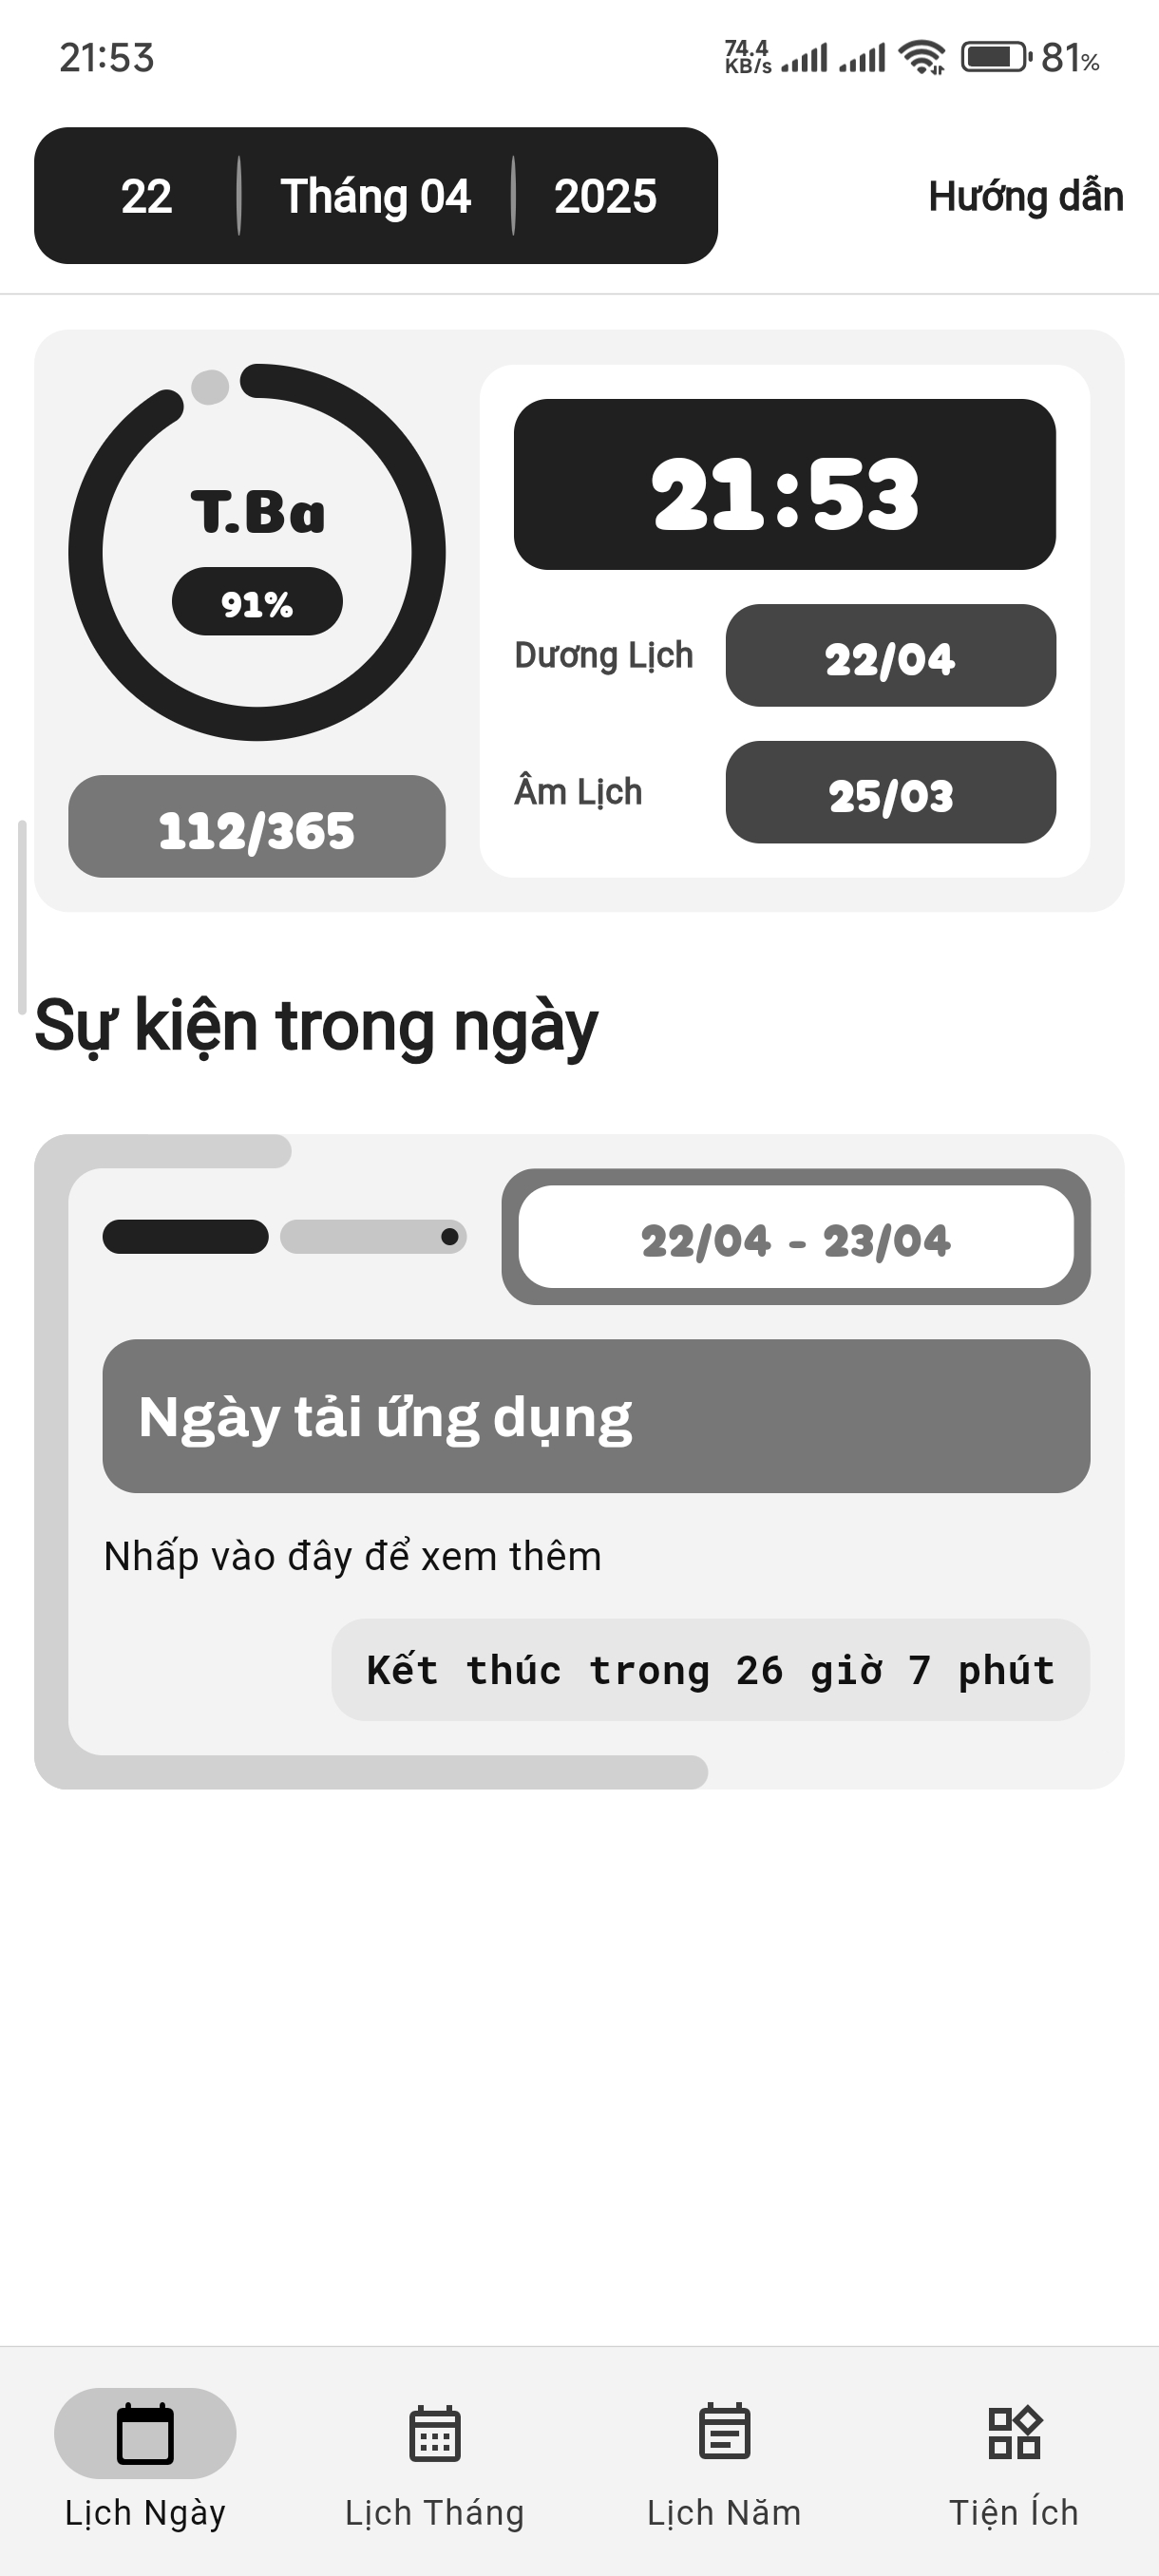 21:53
74.4
KB/s
81%
22
Tháng 04
2025
Hướng dẫn
T.Ba
91%
112/365
21:53
Dương Lịch
22/04
Âm Lịch
25/03
Sự kiện trong ngày
22/04 - 23/04
Ngày tải ứng dụng
Nhấp vào đây để xem thêm
Kết thúc trong 26 giờ 7 phút
Lịch Ngày
Lịch Tháng
Lịch Năm
Tiện Ích